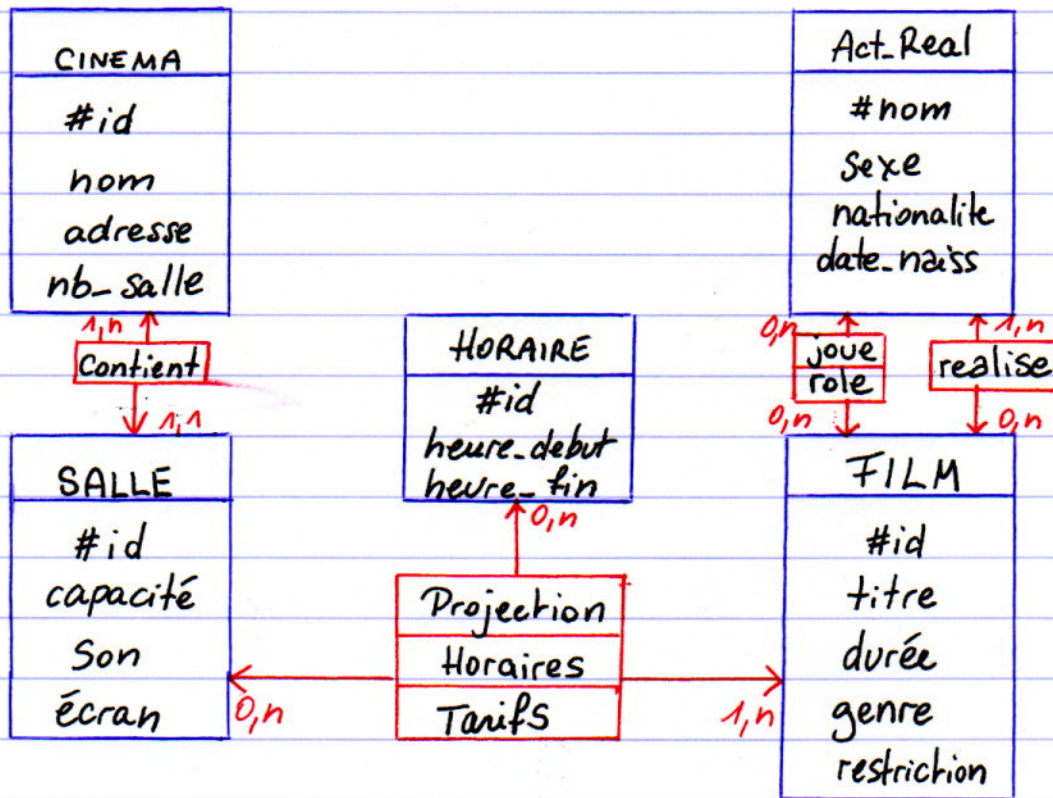 CINEMA
#id
nom
adresse
nb_salle
Act_Real
#nom
sexe
nationalite
date_naiss
1,n
Contient
1,1
HORAIRE
#id
heure_debut
heure_fin
0,n
0,n
joue
role
0,n
1,n
realise
0,n
SALLE
#id
capacité
Son
écran
0,n
Projection
Horaires
Tarifs
1,n
FILM
#id
titre
durée
genre
restriction